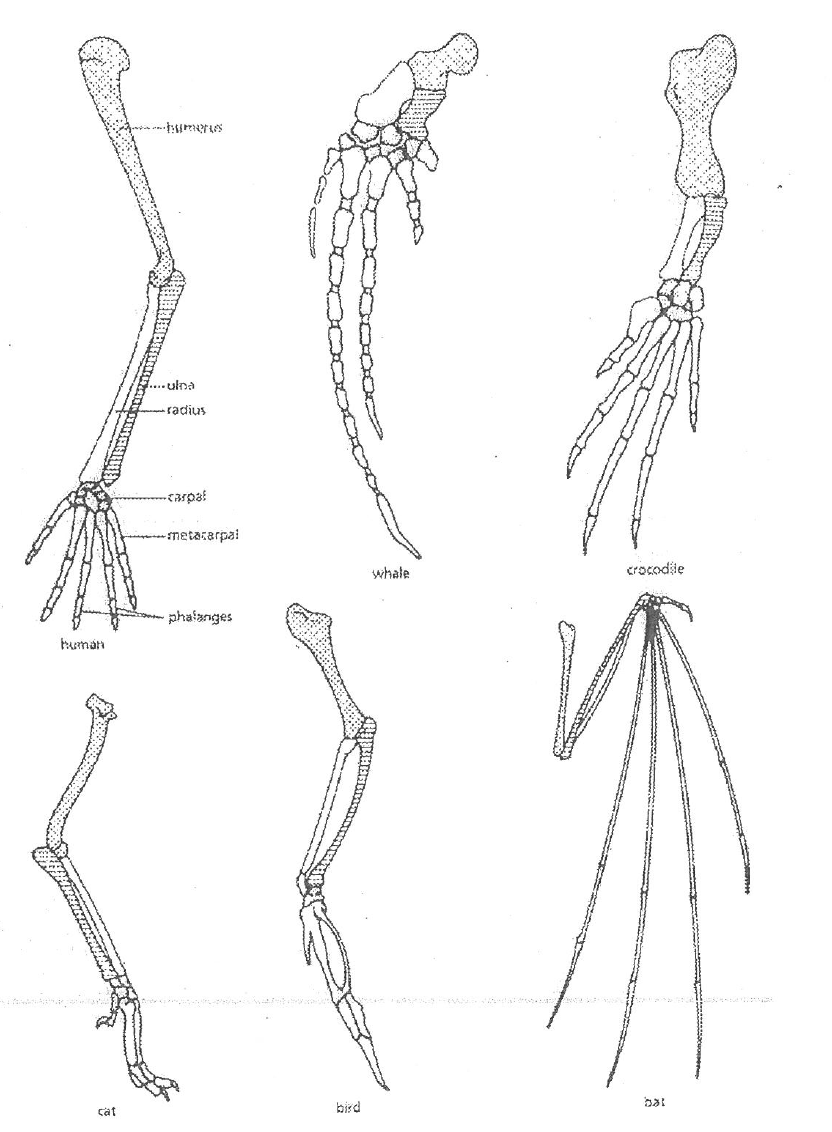 humerus
ulna
radius
carpal
metacarpal
phalanges
human
whale
crocodile
cat
bird
bat